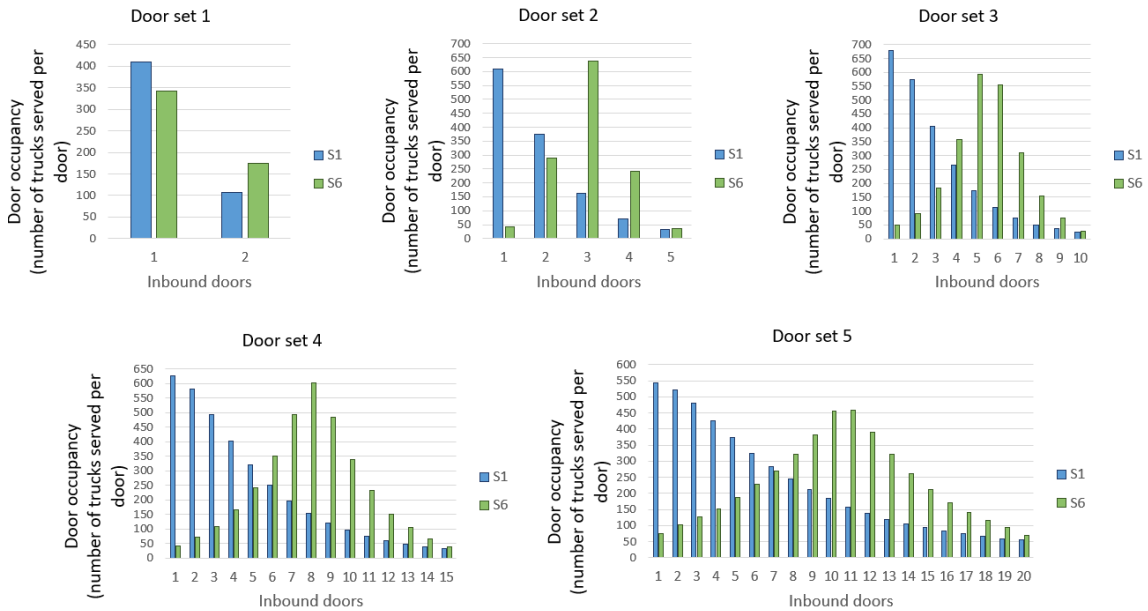 Door set 1
Door occupancy
(number of trucks served per
door)
450
400
350
300
250
200
150
100
50
0
1 2
Inbound doors
S1
S6
Door set 2
Door occupancy
(number of trucks served per
door)
700
650
600
550
500
450
400
350
300
250
200
150
100
50
0
1 2 3 4 5
Inbound doors
S1
S6
Door set 3
Door occupancy
(number of trucks served per
door)
700
650
600
550
500
450
400
350
300
250
200
150
100
50
0
1 2 3 4 5 6 7 8 9 10
Inbound doors
S1
S6
Door set 4
Door occupancy
(number of trucks served per
door)
650
600
550
500
450
400
350
300
250
200
150
100
50
0
1 2 3 4 5 6 7 8 9 10 11 12 13 14 15
Inbound doors
S1
S6
Door set 5
Door occupancy
(number of trucks served per
door)
600
550
500
450
400
350
300
250
200
150
100
50
0
1 2 3 4 5 6 7 8 9 10 11 12 13 14 15 16 17 18 19 20
Inbound doors
S1
S6